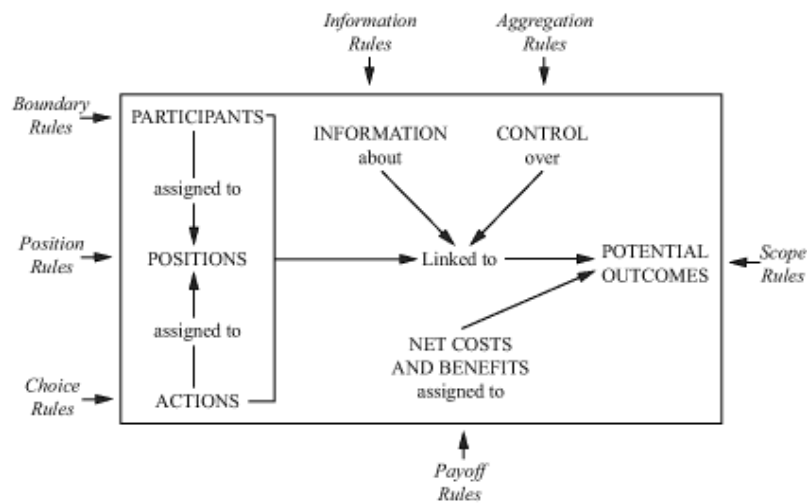 Information
Rules
Aggregation
Rules
Boundary
Rules
PARTICIPANTS
INFORMATION
about
CONTROL
over
assigned to
Position
Rules
POSITIONS
Linked to
POTENTIAL
OUTCOMES
Scope
Rules
assigned to
NET COSTS
AND BENEFITS
assigned to
Choice
Rules
ACTIONS
Payoff
Rules